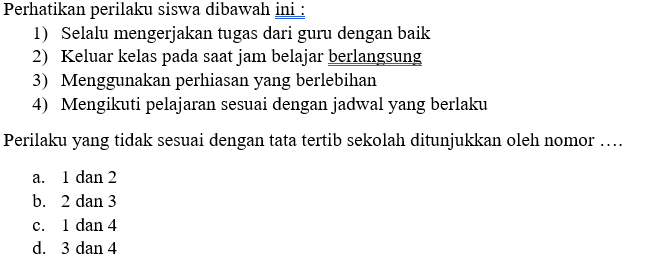 Perhatikan perilaku siswa dibawah ini :
1) Selalu mengerjakan tugas dari guru dengan baik
2) Keluar kelas pada saat jam belajar berlangsung
3) Menggunakan perhiasan yang berlebihan
4) Mengikuti pelajaran sesuai dengan jadwal yang berlaku
Perilaku yang tidak sesuai dengan tata tertib sekolah ditunjukkan oleh nomor ....
a. 1 dan 2
b. 2 dan 3
c. 1 dan 4
d. 3 dan 4